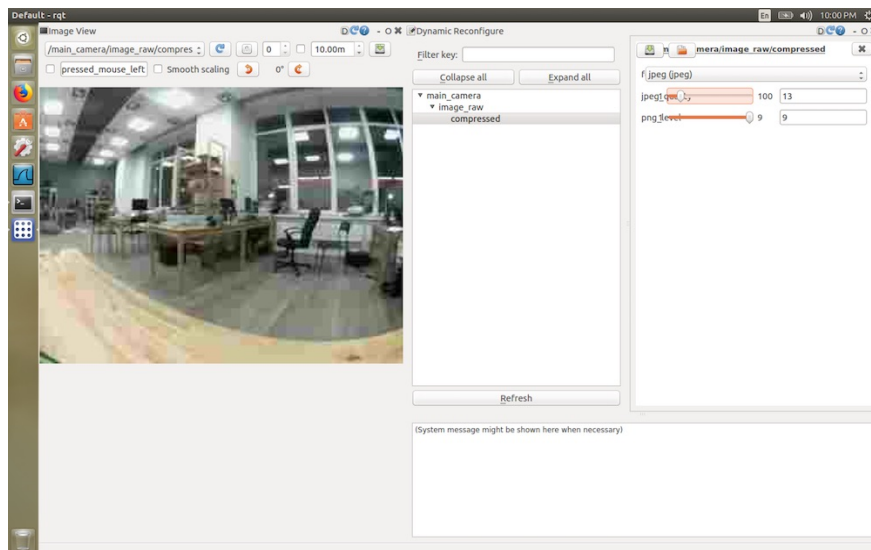 Default - rqt
En
10:00 PM
Image View
DC
- O ✖
Dynamic Reconfigure
DC
- O
/main_camera/image_raw/compres
0
10.00m
pressed_mouse_left
Smooth scaling
0°
Filter key:
Collapse all
Expand all
main_camera
image_raw
compressed
Refresh
(System message might be shown here when necessary)
mera/image_raw/compressed
f jpeg (jpeg)
100
13
png_level
9
9